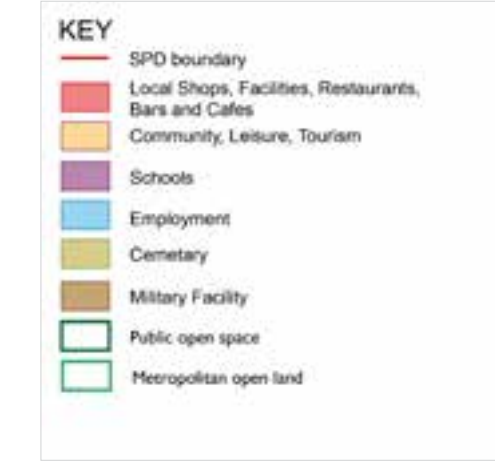 KEY
SPD boundary
Local Shops, Facilities, Restaurants,
Bars and Cafes
Community, Leisure, Tourism
Schools
Employment
Cemetary
Military Facility
Public open space
Metropolitan open land